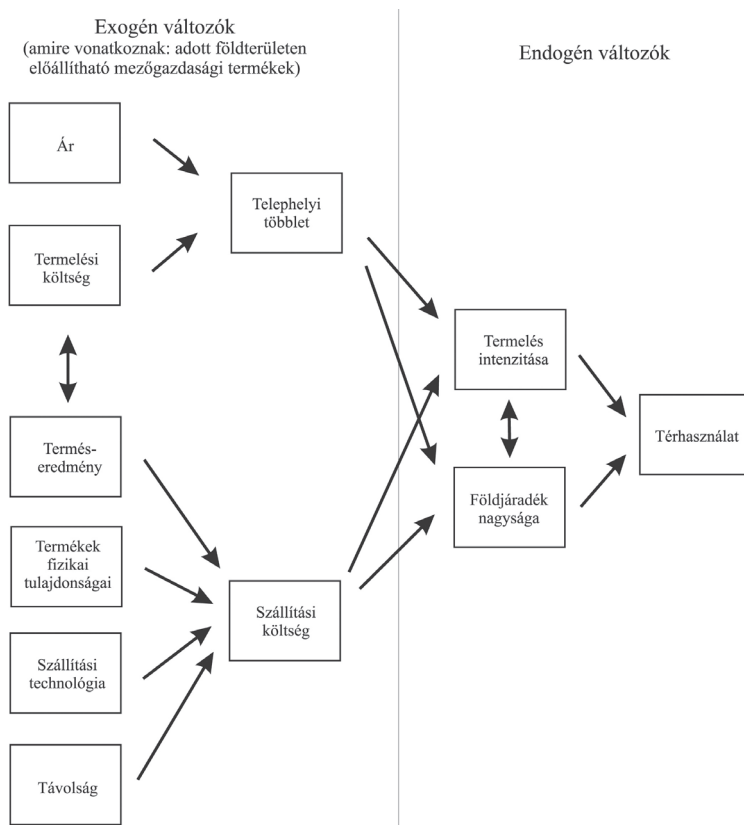 Exogén változók
(amire vonatkoznak: adott földterületen
előállítható mezőgazdasági termékek)
Endogén változók
Ár
Telephelyi
többlet
Termelési
költség
Termelés
intenzitása
Térhasználat
Termés-
eredmény
Földjáradék
nagysága
Termékek
fizikai
tulajdonságai
Szállítási
költség
Szállítási
technológia
Távolság